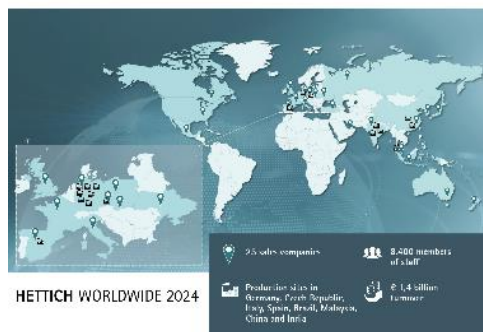 25 sales companies
8.400 members
of staff
Production sites in
Germany, Czech Republic,
Italy, Spain, Brazil, Malaysia,
China and India
€ 1,4 billion
turnover
HETTICH WORLDWIDE 2024